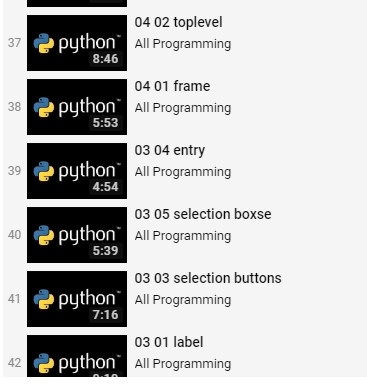 04 02 toplevel
37
python™
8:46
All Programming
04 01 frame
38
python™
5:53
All Programming
03 04 entry
39
python™
4:54
All Programming
03 05 selection boxse
40
python™
5:39
All Programming
03 03 selection buttons
41
python™
7:16
All Programming
03 01 label
42
python™
All Programming